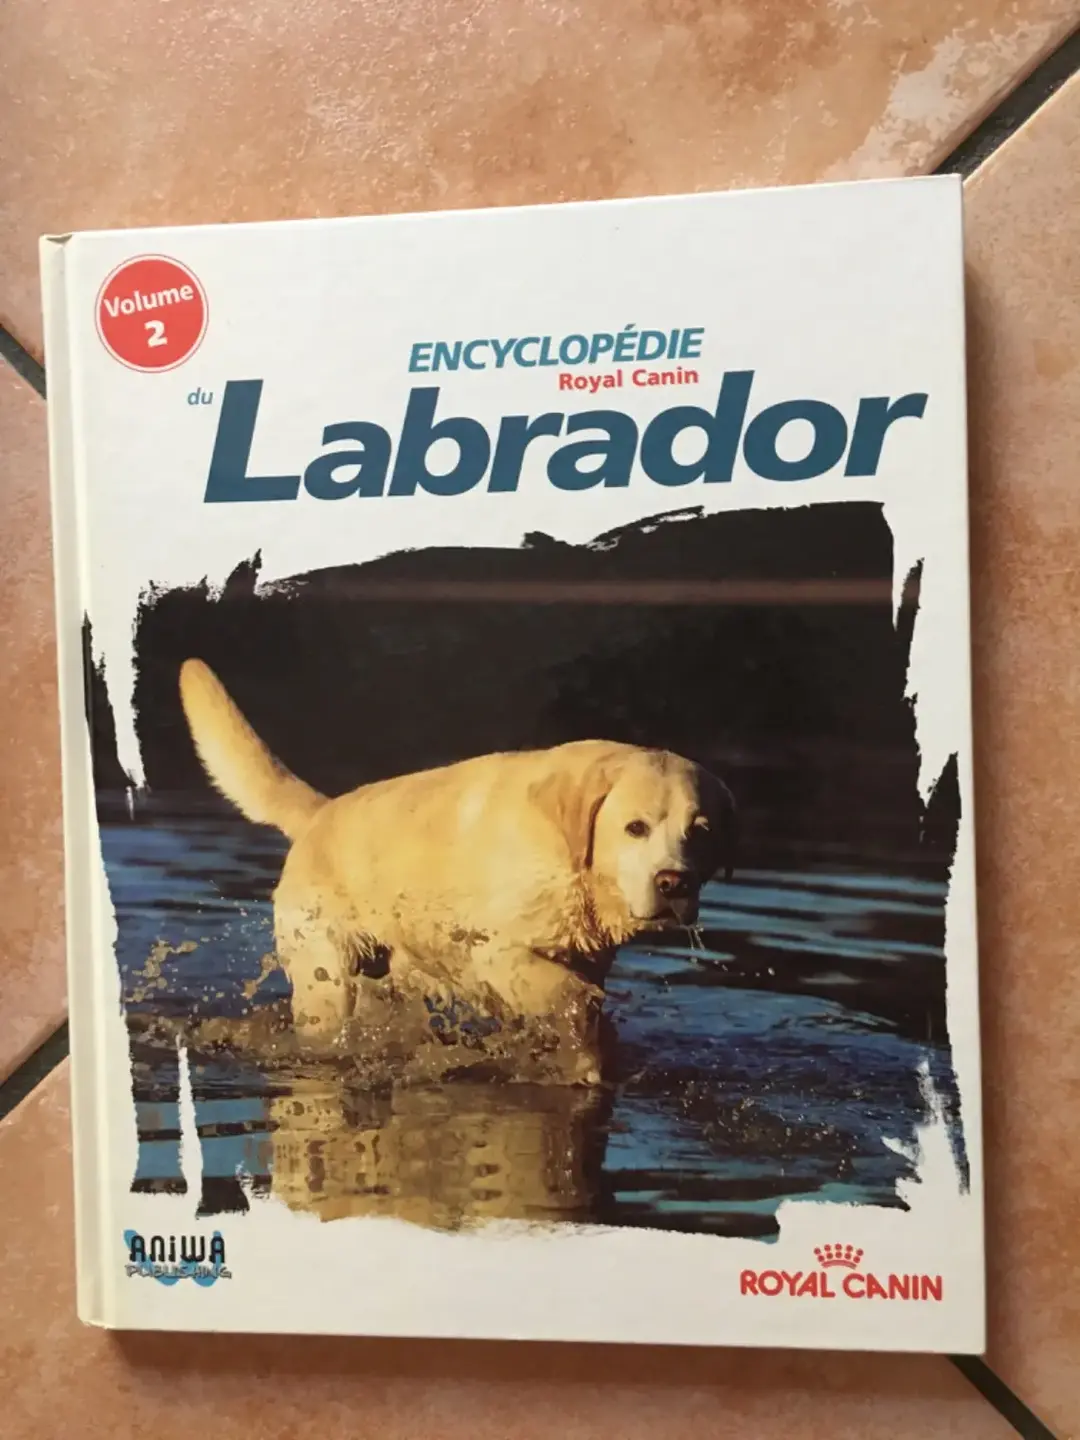 Volume
2
ENCYCLOPÉDIE
Royal Canin
du
Labrador
ANIWA
PUBLISHING
ROYAL CANIN